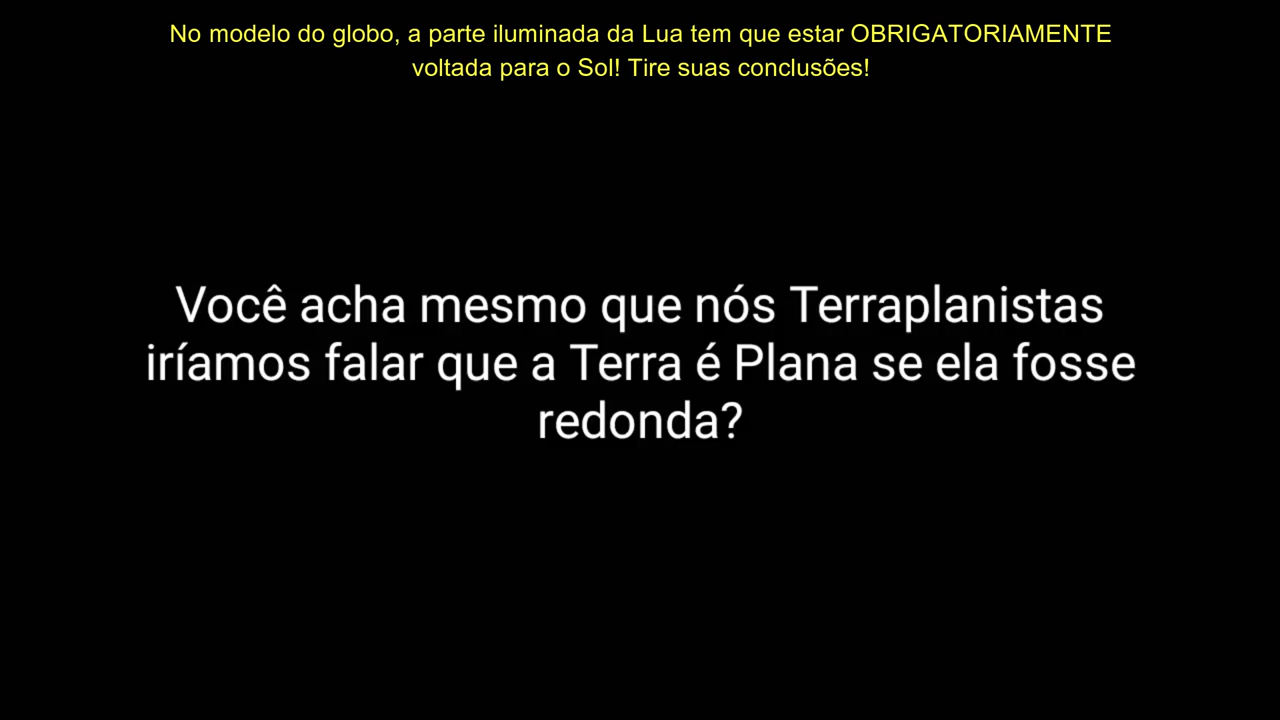 No modelo do globo, a parte iluminada da Lua tem que estar OBRIGATORIAMENTE
voltada para o Sol! Tire suas conclusões!
Você acha mesmo que nós Terraplanistas
iríamos falar que a Terra é Plana se ela fosse
redonda?